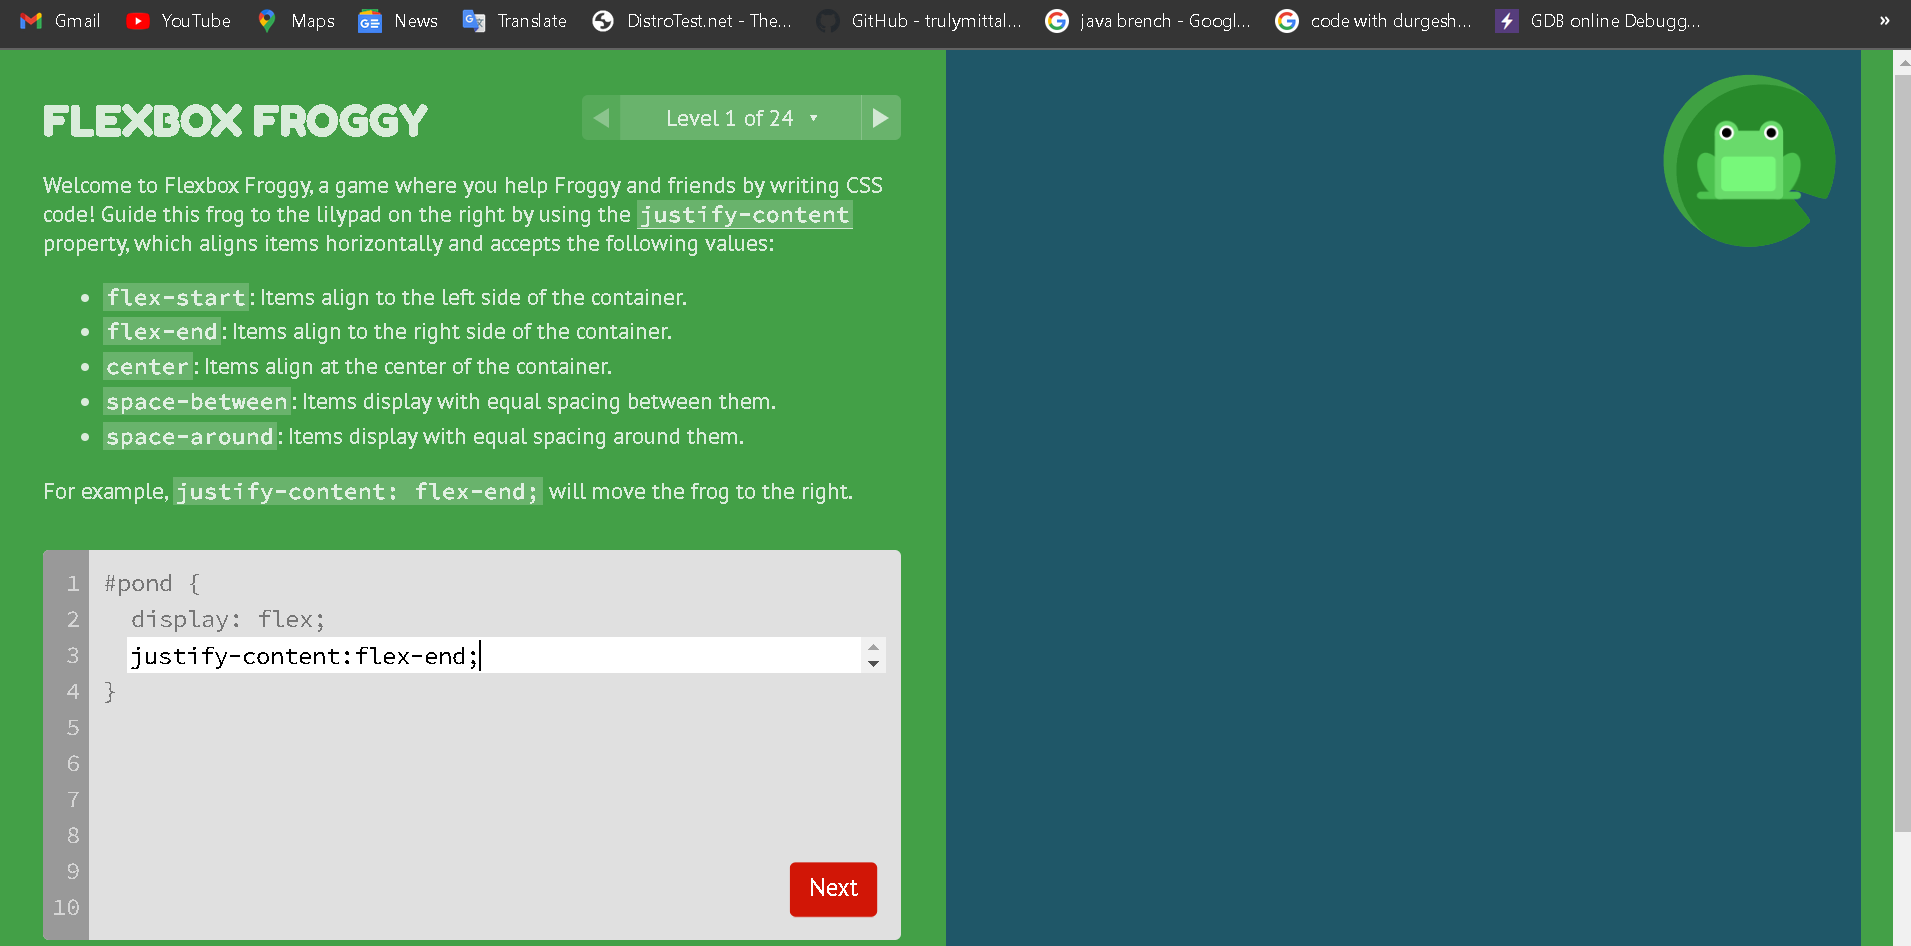 Gmail YouTube Maps News Translate DistroTest.net - The... GitHub - trulymittal... java brench - Googl... code with durgesh... GDB online Debugg... »
FLEXBOX FROGGY
Level 1 of 24
Welcome to Flexbox Froggy, a game where you help Froggy and friends by writing CSS
code! Guide this frog to the lilypad on the right by using the justify-content
property, which aligns items horizontally and accepts the following values:
• flex-start: Items align to the left side of the container.
• flex-end: Items align to the right side of the container.
• center: Items align at the center of the container.
• space-between: Items display with equal spacing between them.
• space-around: Items display with equal spacing around them.
For example, justify-content: flex-end; will move the frog to the right.
1 #pond {
2 display: flex;
3 justify-content:flex-end;
4 }
5
6
7
8
9
10
Next